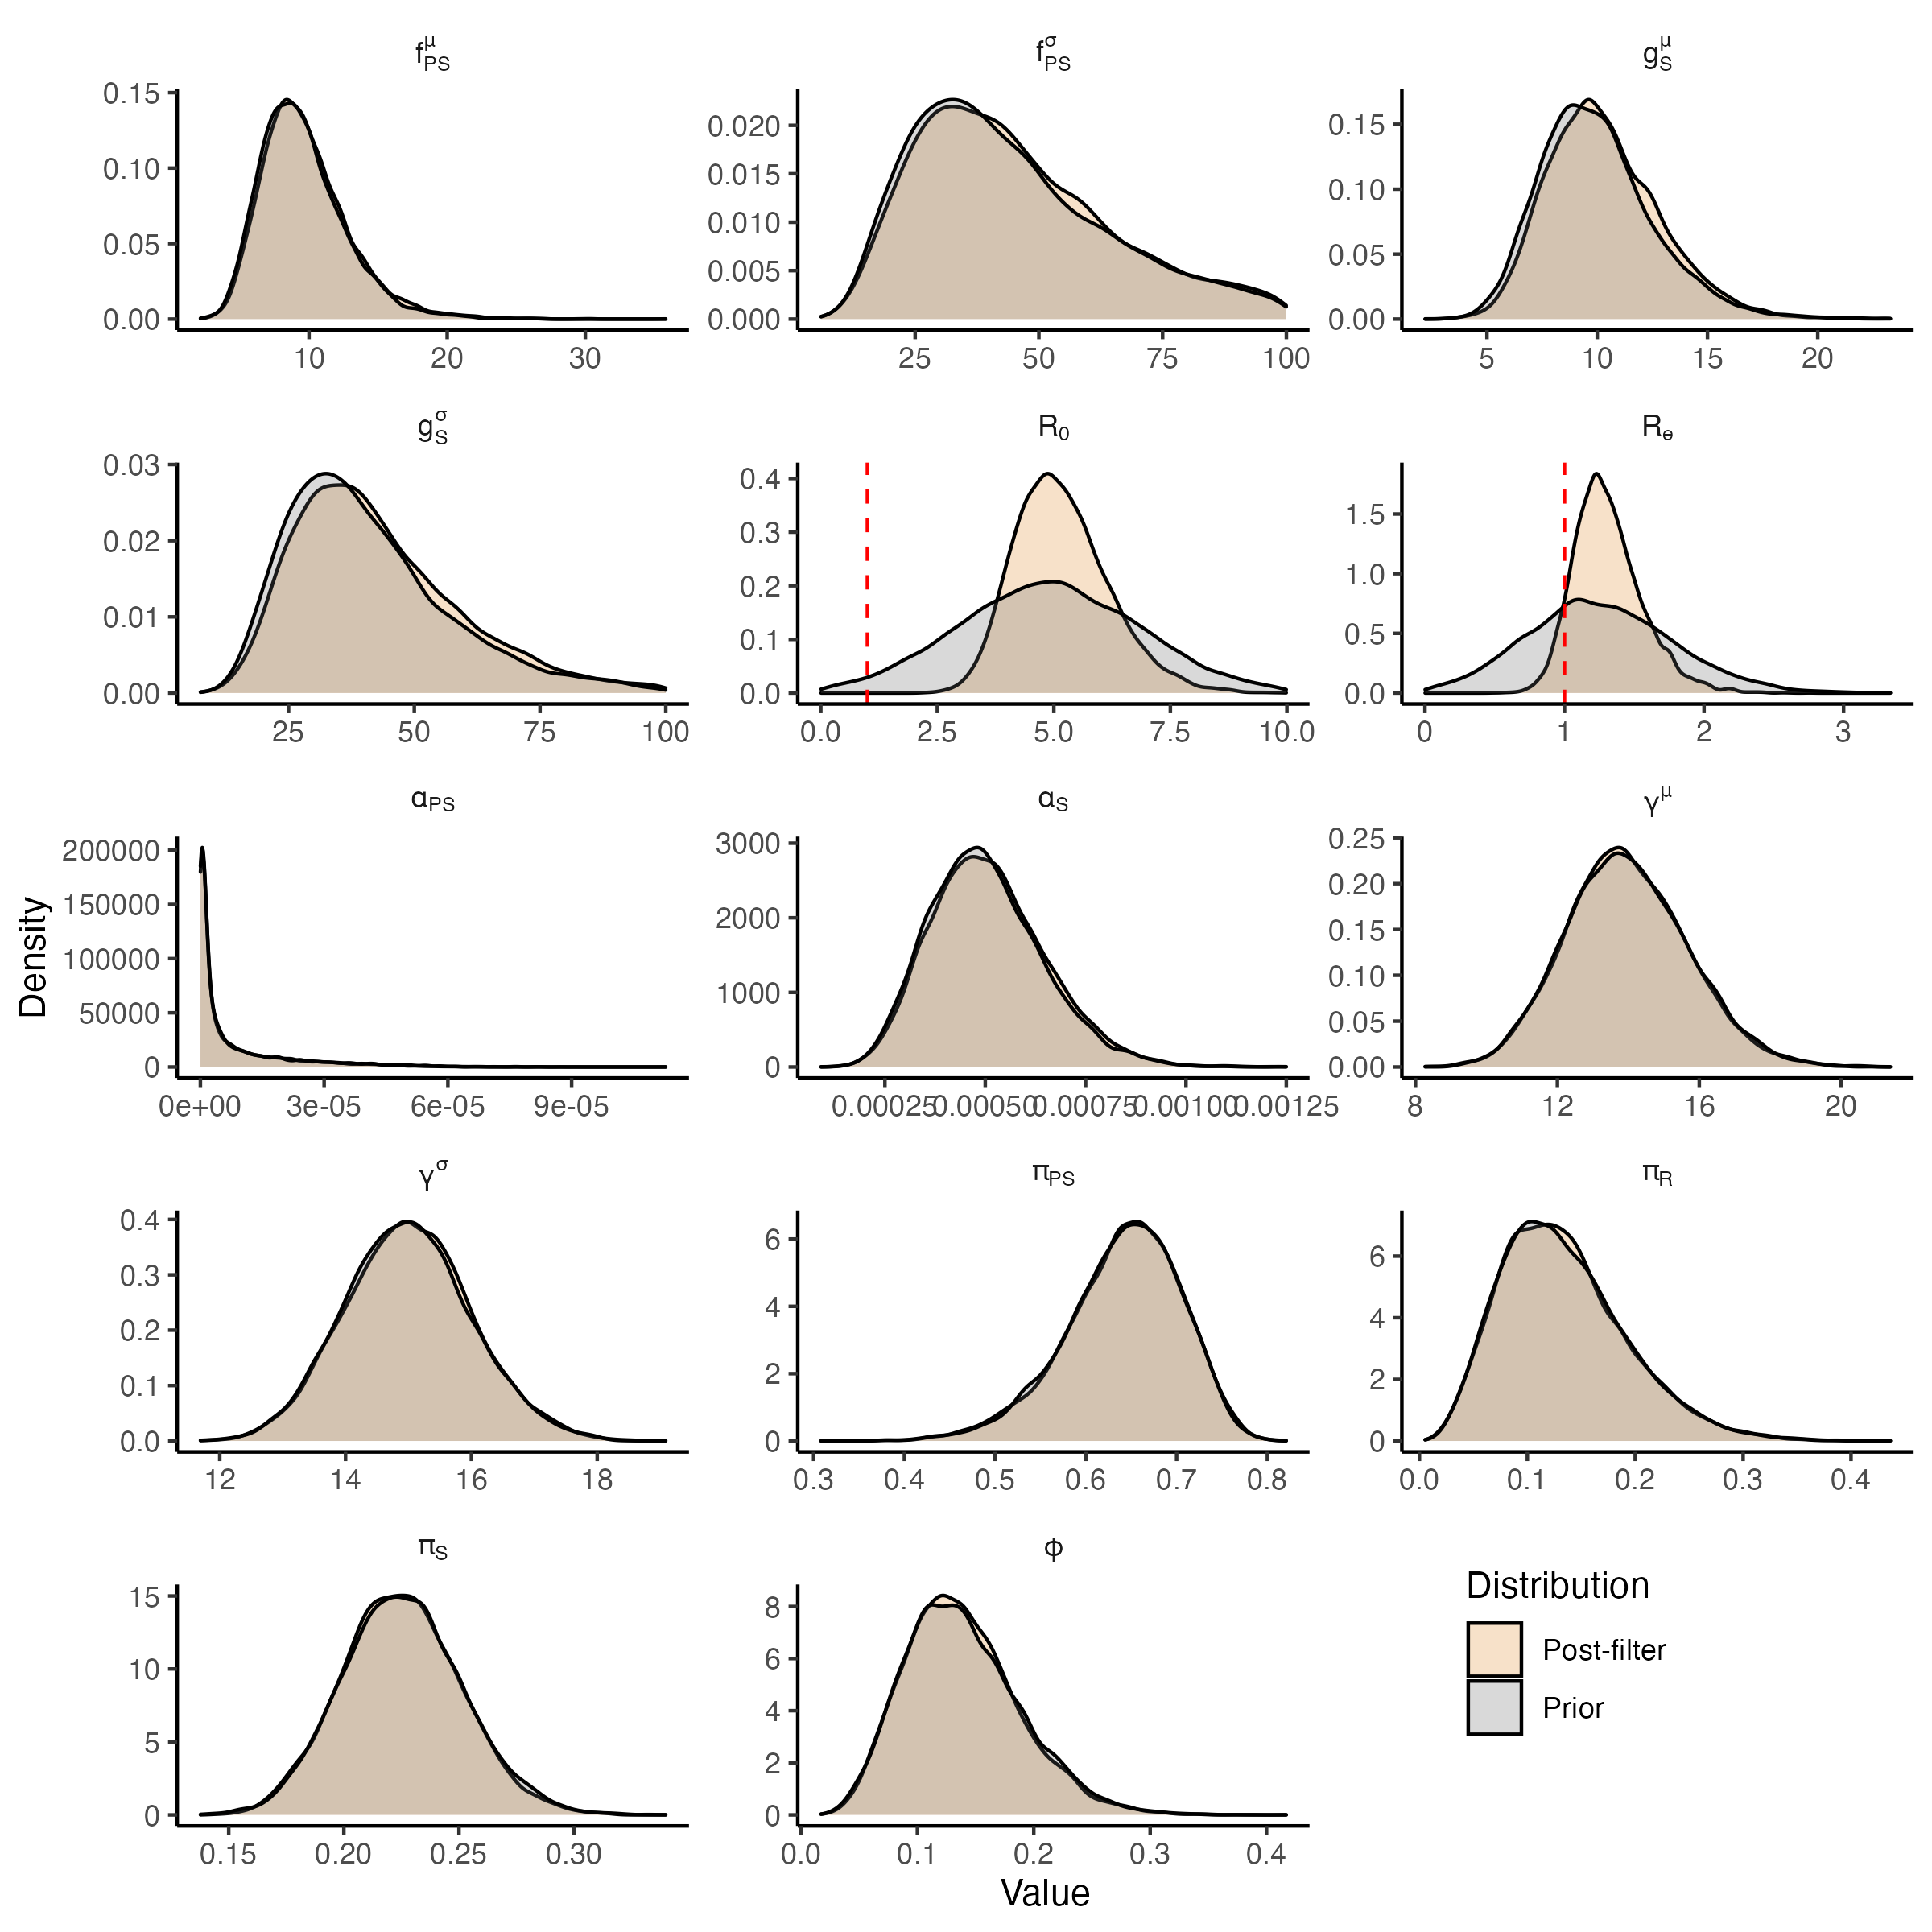 f_PS^μ
0.15
0.10
0.05
0.00
10 20 30
f_PS^σ
0.020
0.015
0.010
0.005
0.000
25 50 75 100
g_S^μ
0.15
0.10
0.05
0.00
5 10 15 20
g_S^σ
0.03
0.02
0.01
0.00
25 50 75 100
R_0
0.4
0.3
0.2
0.1
0.0
0.0 2.5 5.0 7.5 10.0
R_e
1.5
1.0
0.5
0.0
0 1 2 3
Density
α_PS
200000
150000
100000
50000
0
0e+00 3e-05 6e-05 9e-05
α_S
3000
2000
1000
0
0.00025 0.00050 0.00075 0.00100 0.00125
γ^μ
0.25
0.20
0.15
0.10
0.05
0.00
8 12 16 20
γ^σ
0.4
0.3
0.2
0.1
0.0
12 14 16 18
π_PS
6
4
2
0
0.3 0.4 0.5 0.6 0.7 0.8
π_R
6
4
2
0
0.0 0.1 0.2 0.3 0.4
π_S
15
10
5
0
0.15 0.20 0.25 0.30
ϕ
8
6
4
2
0
0.0 0.1 0.2 0.3 0.4
Value
Distribution
Post-filter
Prior